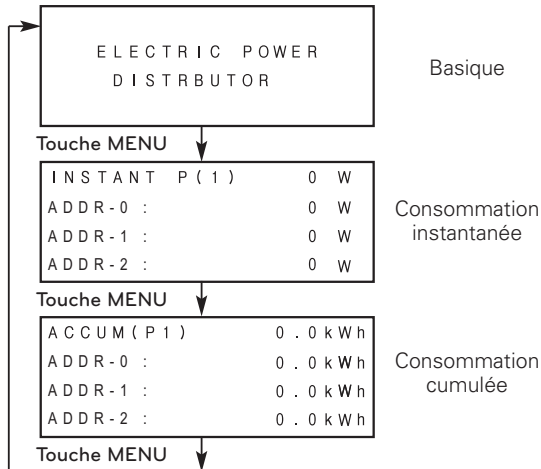 ELECTRIC POWER
DISTRBUTOR
Basique
Touche MENU
INSTANT P(1) 0 W
ADDR-0 : 0 W
ADDR-1 : 0 W
ADDR-2 : 0 W
Consommation
instantanée
Touche MENU
ACCUM(P1) 0.0kWh
ADDR-0 : 0.0kWh
ADDR-1 : 0.0kWh
ADDR-2 : 0.0kWh
Consommation
cumulée
Touche MENU